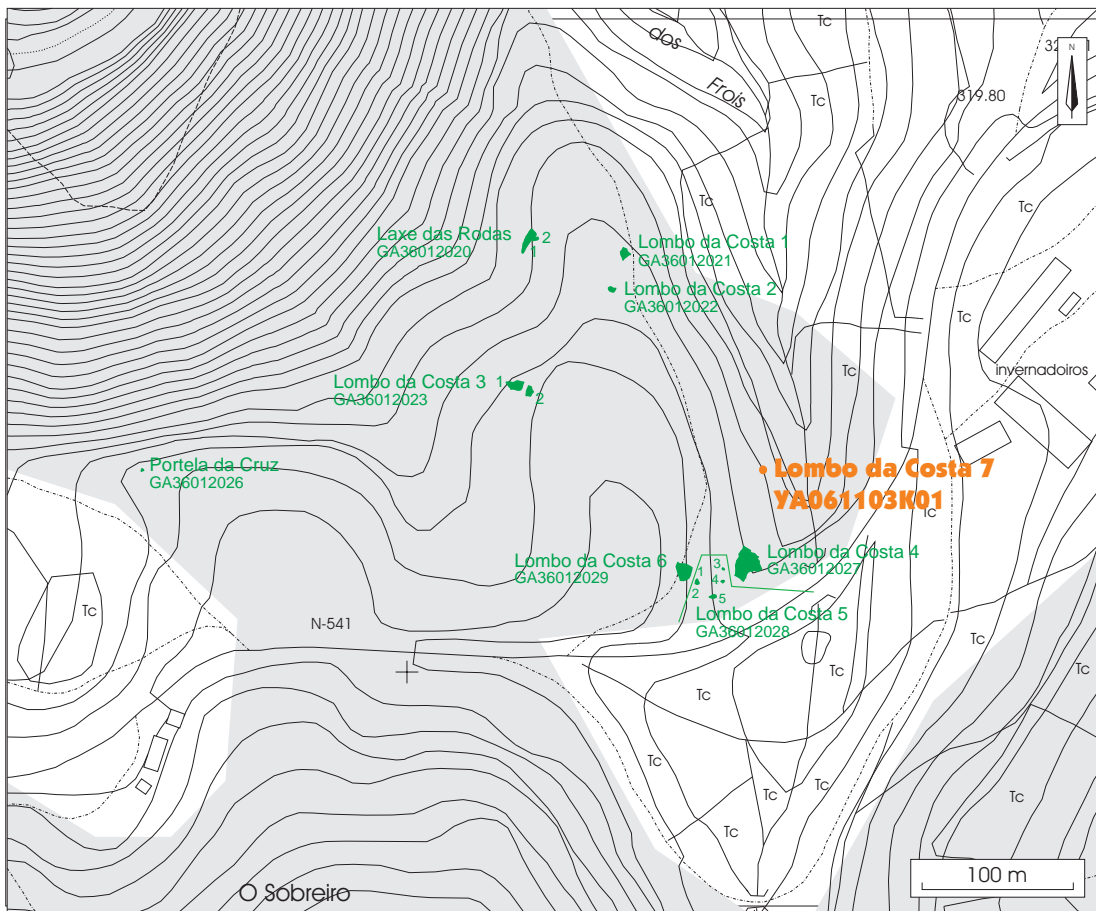 Tc
dos
Frois
N
319.80
Tc
Tc
Tc
Laxe das Rodas
GA36012020
2
1
Lombo da Costa 1
GA36012021
Lombo da Costa 2
GA36012022
Tc
Tc
invernadoiros
Lombo da Costa 3
GA36012023
1
2
Portela da Cruz
GA36012026
Lombo da Costa 7
YA061103K01
Tc
Lombo da Costa 6
GA36012029
1
2
3
4
5
Lombo da Costa 4
GA36012027
Lombo da Costa 5
GA36012028
Tc
N-541
Tc
Tc
Tc
Tc
Tc
Tc
Tc
Tc
Tc
O Sobreiro
100 m